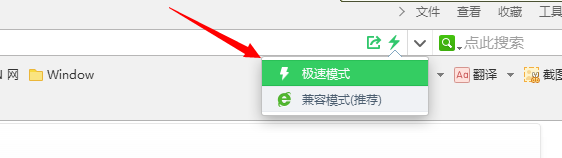 文件 查看 收藏 工具
点此搜索
N 网 Window 翻译 截图
极速模式
兼容模式(推荐)